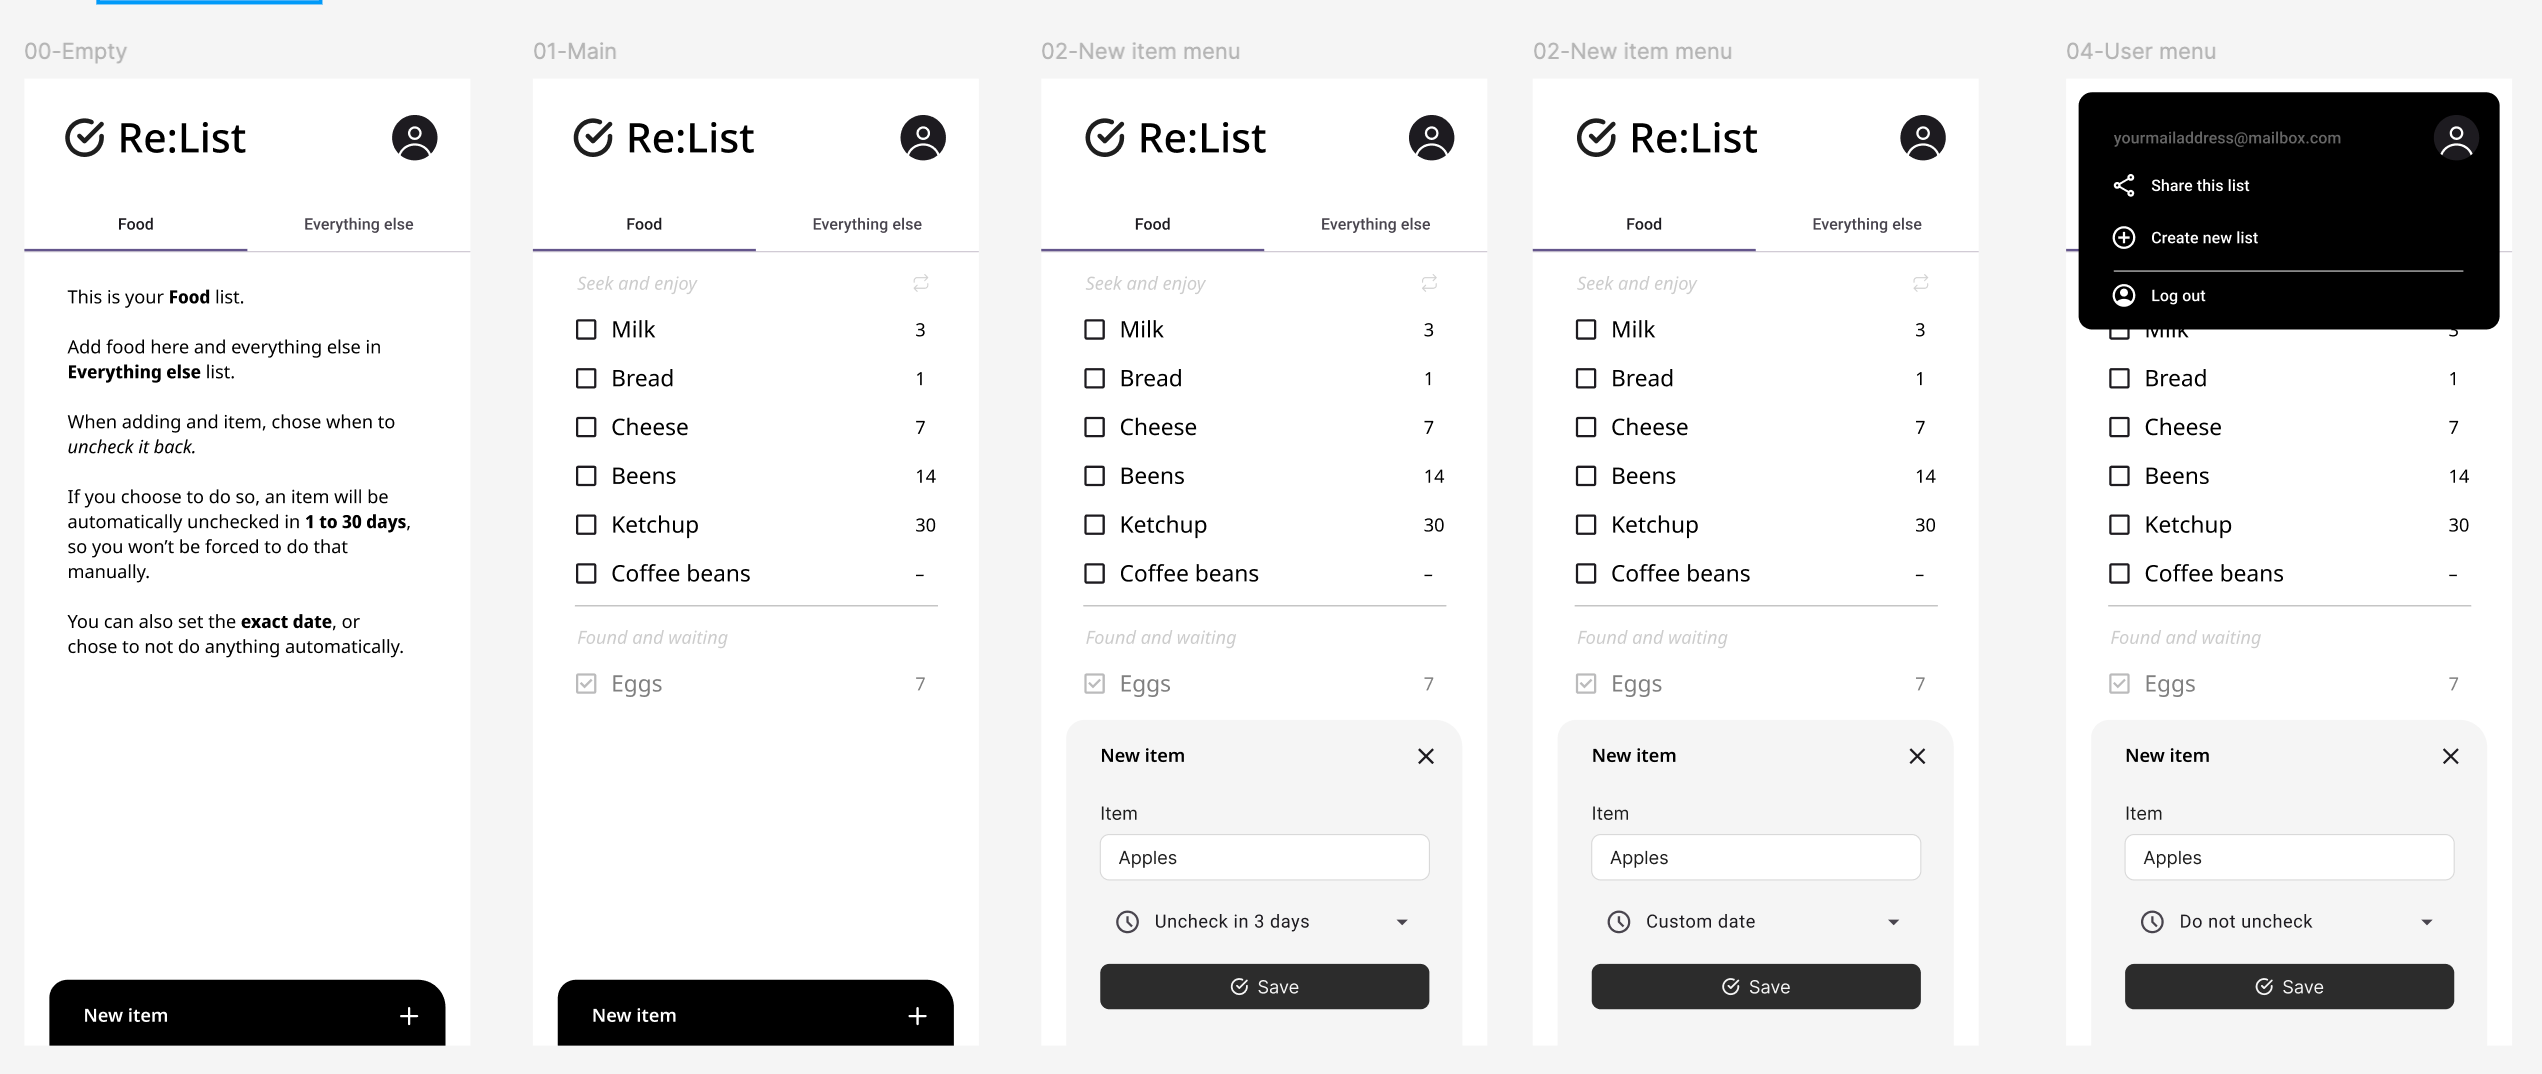 00-Empty
Re:List
Food Everything else
This is your Food list.
Add food here and everything else in
Everything else list.
When adding and item, chose when to
uncheck it back.
If you choose to do so, an item will be
automatically unchecked in 1 to 30 days,
so you won't be forced to do that
manually.
You can also set the exact date, or
chose to not do anything automatically.
New item
01-Main
Re:List
Food Everything else
Seek and enjoy
Milk 3
Bread 1
Cheese 7
Beens 14
Ketchup 30
Coffee beans –
Found and waiting
Eggs 7
New item
02-New item menu
Re:List
Food Everything else
Seek and enjoy
Milk 3
Bread 1
Cheese 7
Beens 14
Ketchup 30
Coffee beans –
Found and waiting
Eggs 7
New item
Item
Apples
Uncheck in 3 days
Save
02-New item menu
Re:List
Food Everything else
Seek and enjoy
Milk 3
Bread 1
Cheese 7
Beens 14
Ketchup 30
Coffee beans –
Found and waiting
Eggs 7
New item
Item
Apples
Custom date
Save
04-User menu
yourmailaddress@mailbox.com
Share this list
Create new list
Log out
Milk 3
Bread 1
Cheese 7
Beens 14
Ketchup 30
Coffee beans –
Found and waiting
Eggs 7
New item
Item
Apples
Do not uncheck
Save